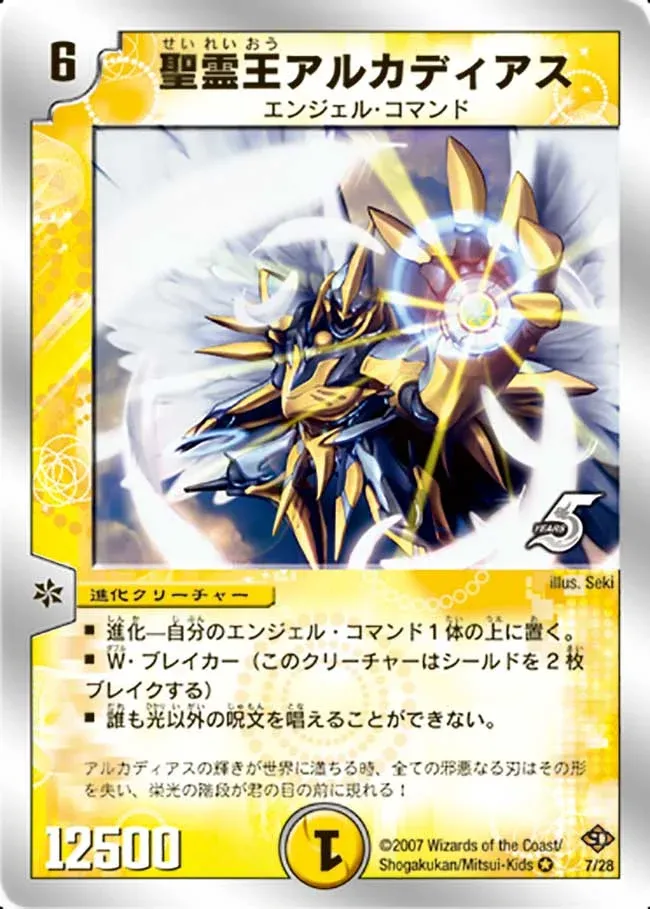 6
せいれいおう
聖霊王アルカディアス
エンジェル・コマンド
5
YEARS
illus. Seki
進化クリーチャー
■ 進化—自分のエンジェル・コマンド1体の上に置く。
■ W・ブレイカー（このクリーチャーはシールドを2枚
ブレイクする）
■ 誰も光以外の呪文を唱えることができない。
アルカディアスの輝きが世界に満ちる時、全ての邪悪なる刃はその形
を失い、栄光の階段が君の目の前に現れる！
12500
1
©2007 Wizards of the Coast/
Shogakukan/Mitsui-Kids
7/28